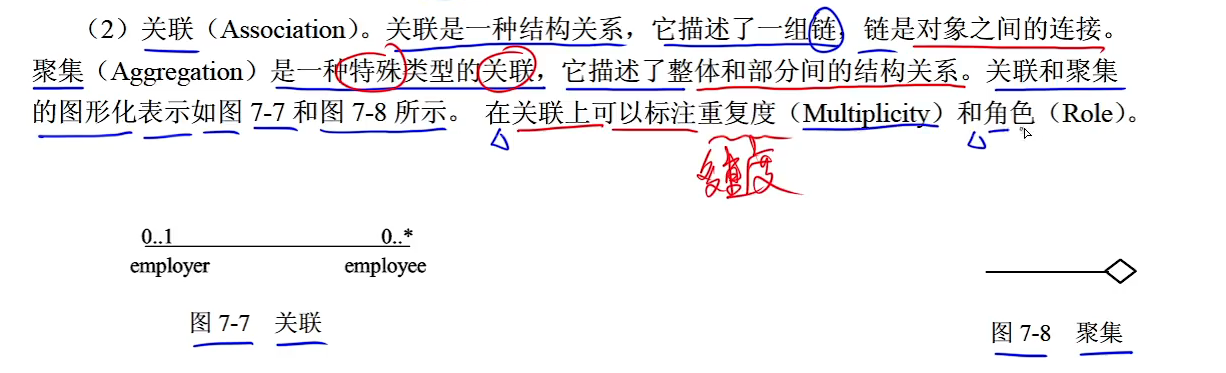 （2）关联（Association）。关联是一种结构关系，它描述了一组链，链是对象之间的连接。
聚集（Aggregation）是一种特殊类型的关联，它描述了整体和部分间的结构关系。关联和聚集
的图形化表示如图 7-7 和图 7-8 所示。 在关联上可以标注重复度（Multiplicity）和角色（Role）。
多重度
0..1 0..*
employer employee
图 7-7 关联
图 7-8 聚集